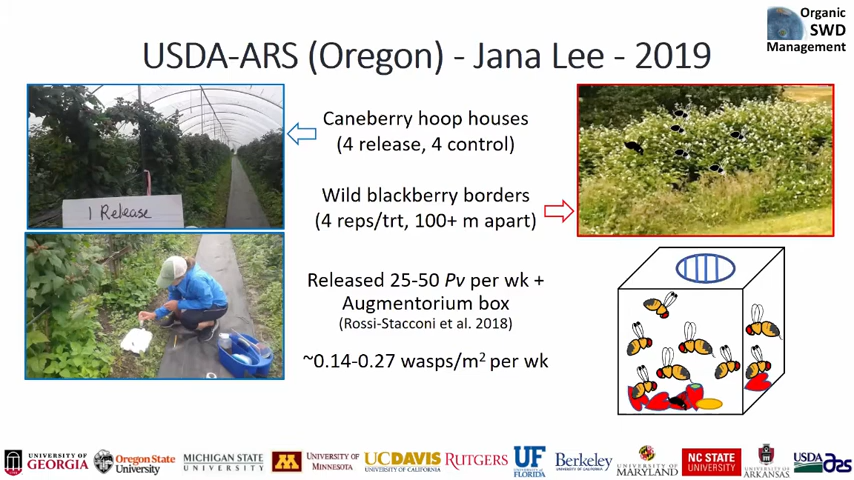 Organic
SWD
Management
USDA-ARS (Oregon) - Jana Lee - 2019
Caneberry hoop houses
(4 release, 4 control)
Wild blackberry borders
(4 reps/trt, 100+ m apart)
1 Release
Released 25-50 Pv per wk +
Augmentorium box
(Rossi-Stacconi et al. 2018)
~0.14-0.27 wasps/m² per wk
UNIVERSITY OF
GEORGIA
Oregon State
University
MICHIGAN STATE
UNIVERSITY
M
UNIVERSITY OF
MINNESOTA
UCDAVIS
UNIVERSITY OF CALIFORNIA
RUTGERS
UF
UNIVERSITY of
FLORIDA
Berkeley
UNIVERSITY OF CALIFORNIA
UNIVERSITY OF
MARYLAND
NC STATE
UNIVERSITY
UNIVERSITY OF
ARKANSAS
USDA
ars